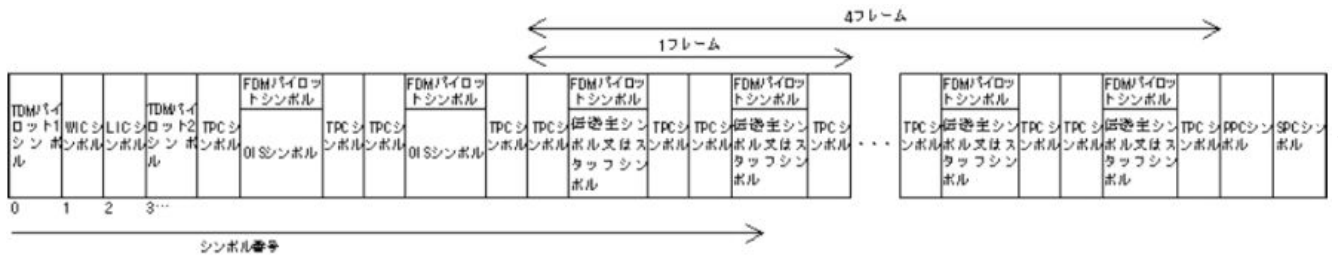 4フレーム
1フレーム
TDMパイ
ロット1
シンボ
ル
WICシ
ンボル
LICシ
ンボル
TDMパイ
ロット2
シンボ
ル
TPCシ
ンボル
FDMパイロッ
トシンボル
OISシンボル
TPCシ
ンボル
TPCシ
ンボル
FDMパイロッ
トシンボル
OISシンボル
TPCシ
ンボル
TPCシ
ンボル
FDMパイロッ
トシンボル
伝送主シン
ボル又はス
タッフシン
ボル
TPCシ
ンボル
TPCシ
ンボル
FDMパイロッ
トシンボル
伝送主シン
ボル又はス
タッフシン
ボル
TPCシ
ンボル
・・・
TPCシ
ンボル
FDMパイロッ
トシンボル
伝送主シン
ボル又はス
タッフシン
ボル
TPCシ
ンボル
TPCシ
ンボル
FDMパイロッ
トシンボル
伝送主シン
ボル又はス
タッフシン
ボル
TPCシ
ンボル
PPCシン
ボル
SPCシン
ボル
0 1 2 3…
シンボル番号